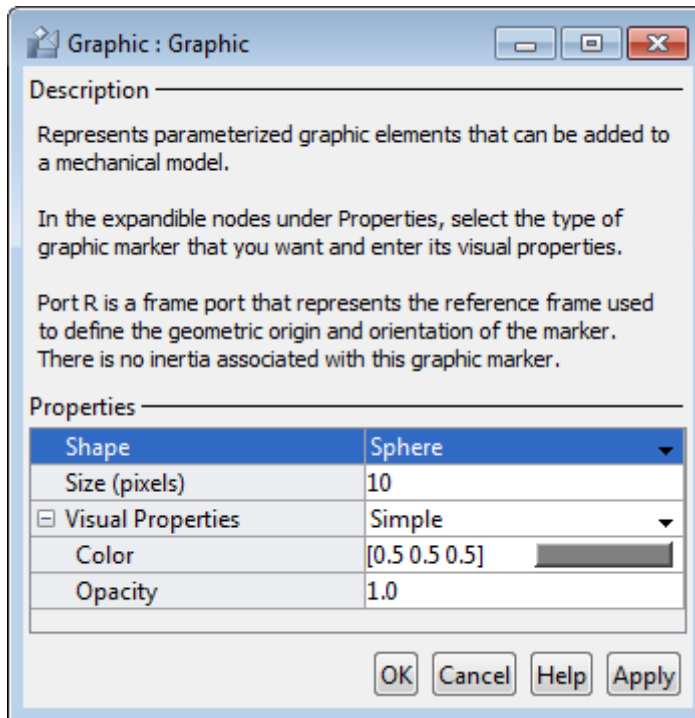 Graphic : Graphic
Description
Represents parameterized graphic elements that can be added to
a mechanical model.
In the expandible nodes under Properties, select the type of
graphic marker that you want and enter its visual properties.
Port R is a frame port that represents the reference frame used
to define the geometric origin and orientation of the marker.
There is no inertia associated with this graphic marker.
Properties
Shape Sphere
Size (pixels) 10
Visual Properties Simple
Color [0.5 0.5 0.5]
Opacity 1.0
OK Cancel Help Apply